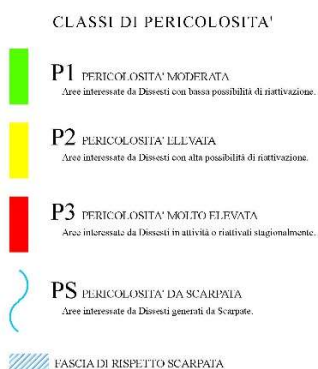 CLASSI DI PERICOLOSITA'
P1 PERICOLOSITA' MODERATA
Aree interessate da Dissesti con bassa possibilità di riattivazione.
P2 PERICOLOSITA' ELEVATA
Aree interessate da Dissesti con alta possibilità di riattivazione.
P3 PERICOLOSITA' MOLTO ELEVATA
Aree interessate da Dissesti in attività o riattivati stagionalmente.
PS PERICOLOSITA' DA SCARPATA
Aree interessate da Dissesti generati da Scarpate.
FASCIA DI RISPETTO SCARPATA